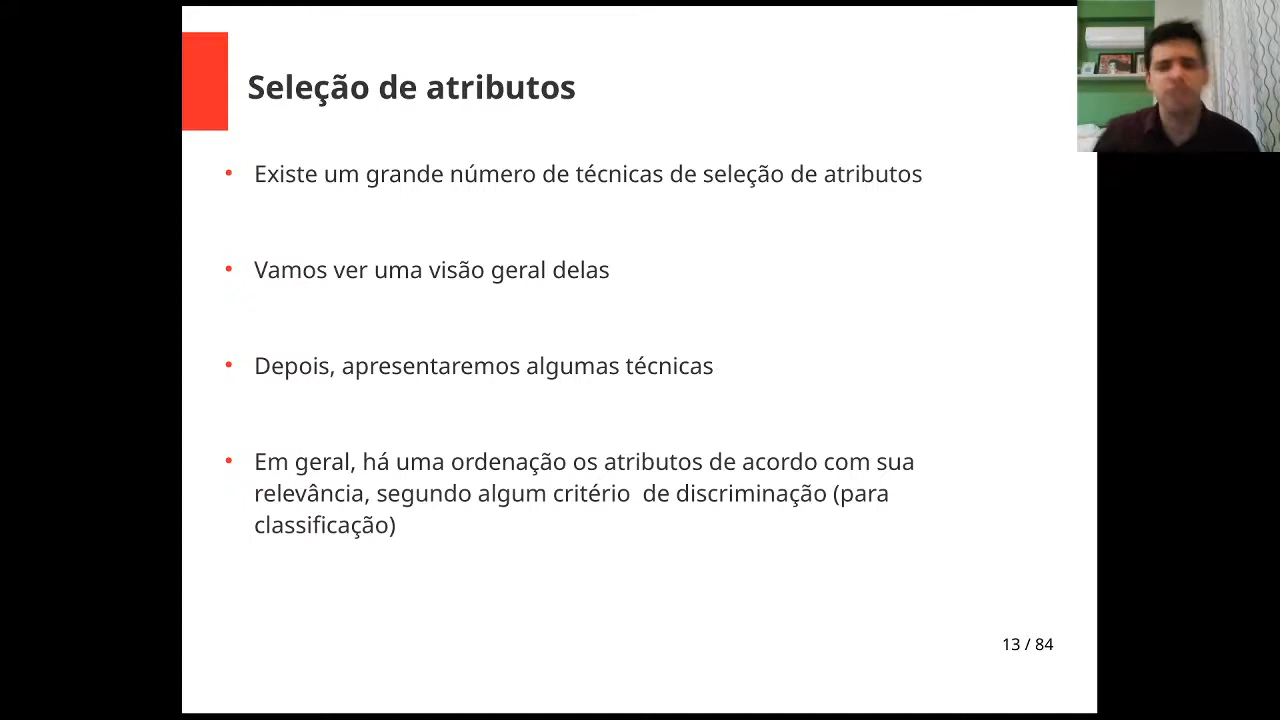 Seleção de atributos
• Existe um grande número de técnicas de seleção de atributos
• Vamos ver uma visão geral delas
• Depois, apresentaremos algumas técnicas
• Em geral, há uma ordenação os atributos de acordo com sua
relevância, segundo algum critério  de discriminação (para
classificação)
13 / 84